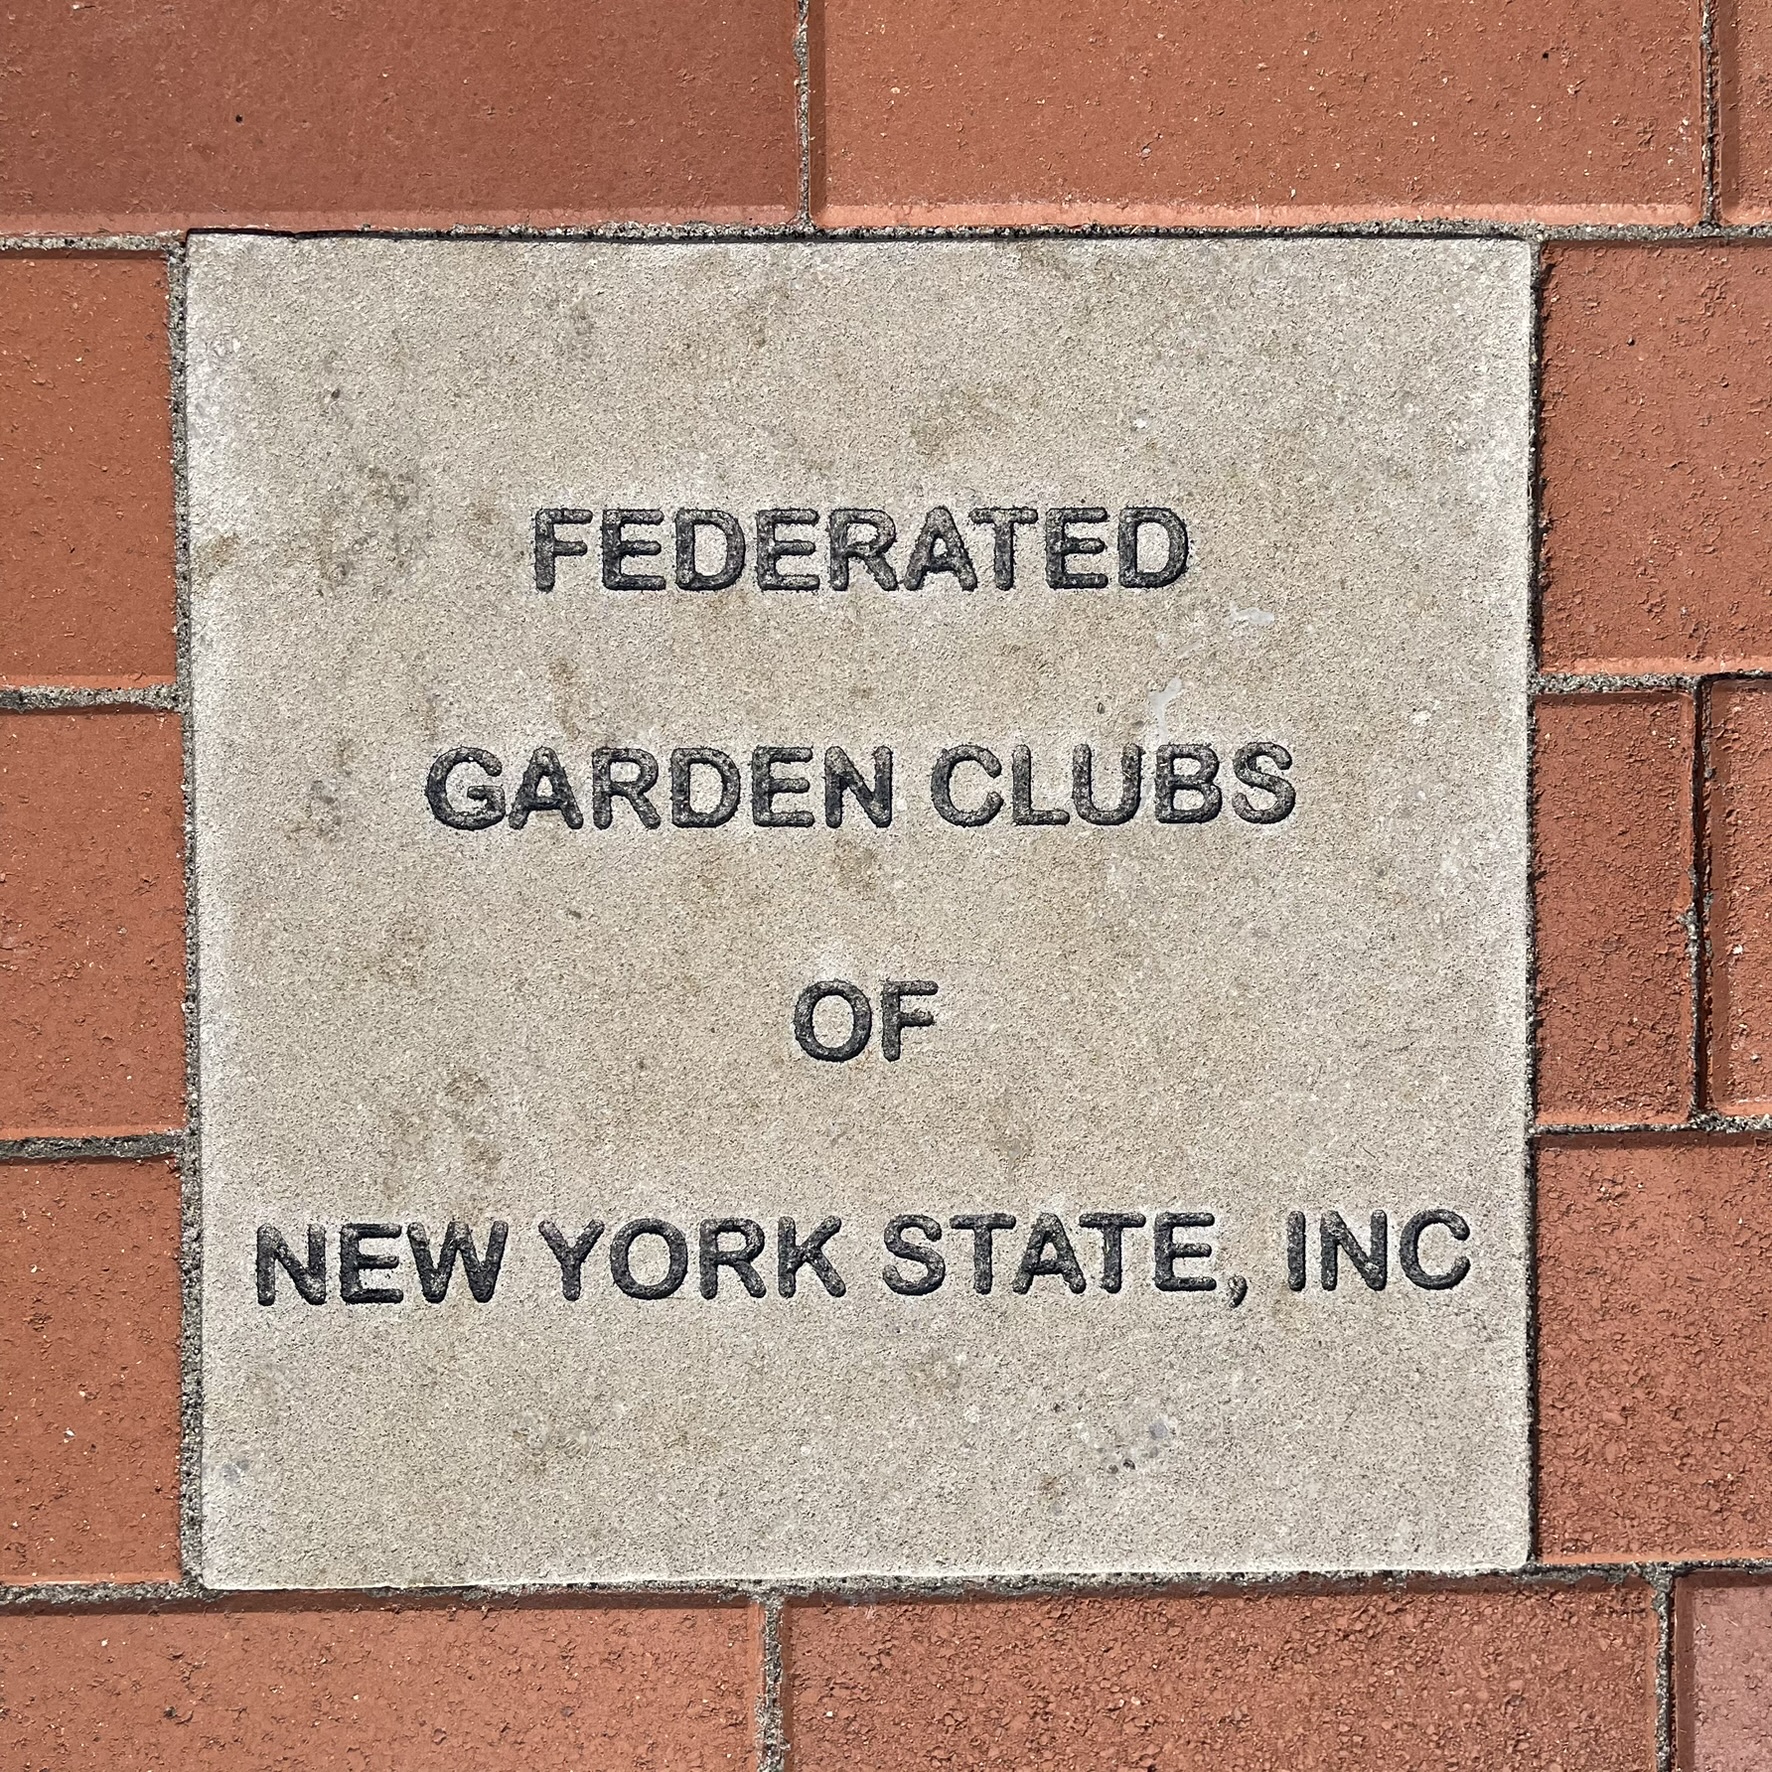 FEDERATED
GARDEN CLUBS
OF
NEW YORK STATE, INC